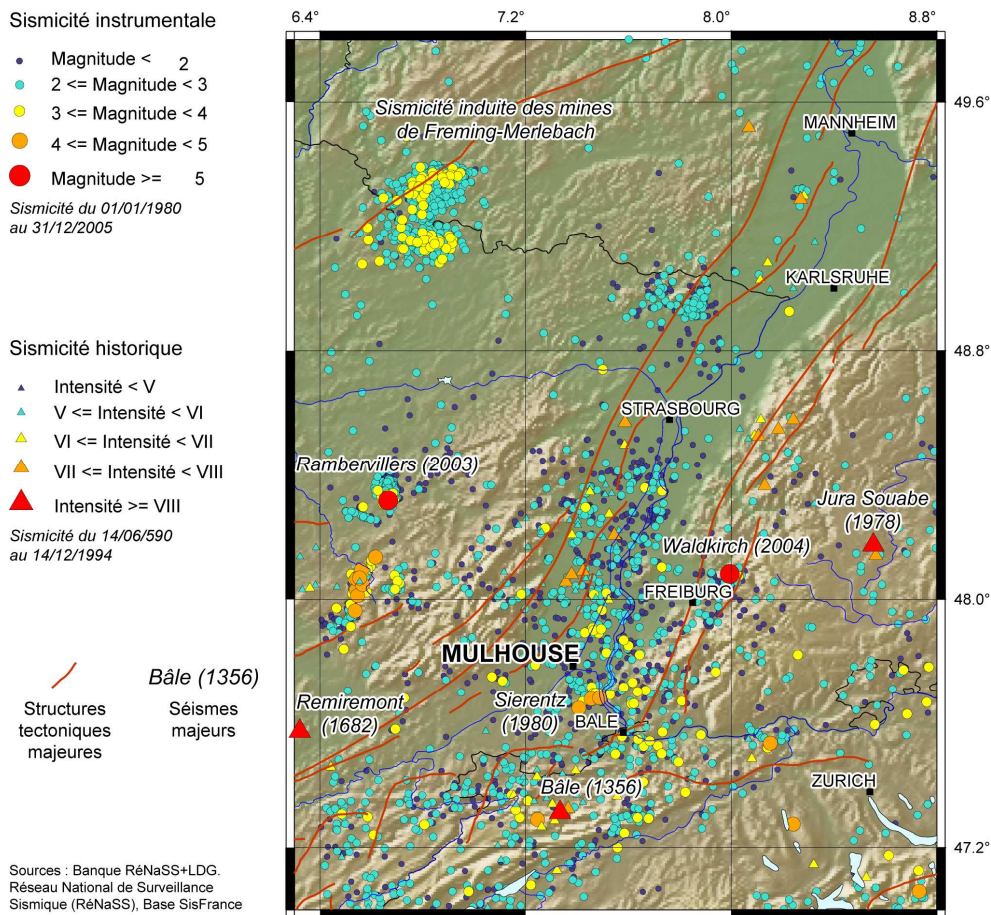 Sismicité instrumentale
Magnitude < 2
2 <= Magnitude < 3
3 <= Magnitude < 4
4 <= Magnitude < 5
Magnitude >= 5
Sismicité du 01/01/1980
au 31/12/2005
Sismicité historique
Intensité < V
V <= Intensité < VI
VI <= Intensité < VII
VII <= Intensité < VIII
Intensité >= VIII
Sismicité du 14/06/590
au 14/12/1994
Structures
tectoniques
majeures
Bâle (1356)
Séismes
majeurs
Sources : Banque RéNaSS+LDG.
Réseau National de Surveillance
Sismique (RéNaSS), Base SisFrance
6.4°
7.2°
8.0°
8.8°
49.6°
48.8°
48.0°
47.2°
Sismicité induite des mines
de Freming-Merlebach
MANNHEIM
KARLSRUHE
STRASBOURG
Rambervillers (2003)
Jura Souabe
(1978)
Waldkirch (2004)
FREIBURG
MULHOUSE
Remiremont
(1682)
Sierentz
(1980)
BALE
ZURICH
Bâle (1356)